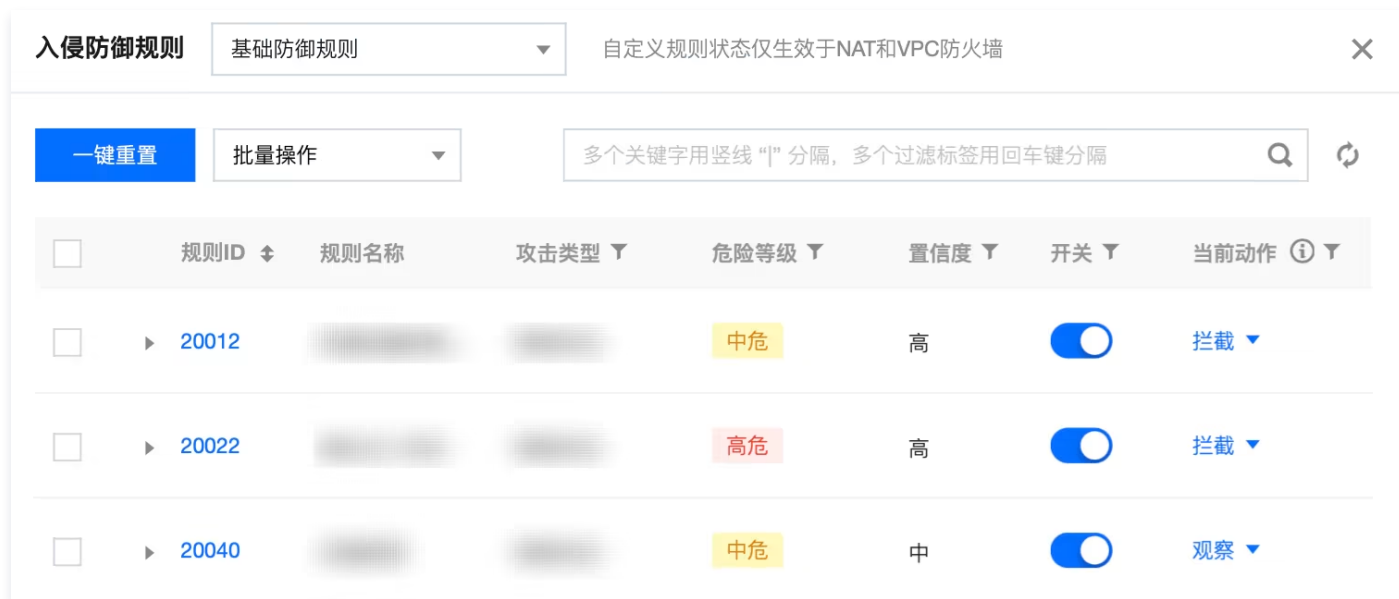 入侵防御规则 基础防御规则 自定义规则状态仅生效于NAT和VPC防火墙
一键重置 批量操作 多个关键字用竖线 “|” 分隔，多个过滤标签用回车键分隔
规则ID 规则名称 攻击类型 危险等级 置信度 开关 当前动作
20012 中危 高 拦截
20022 高危 高 拦截
20040 中危 中 观察